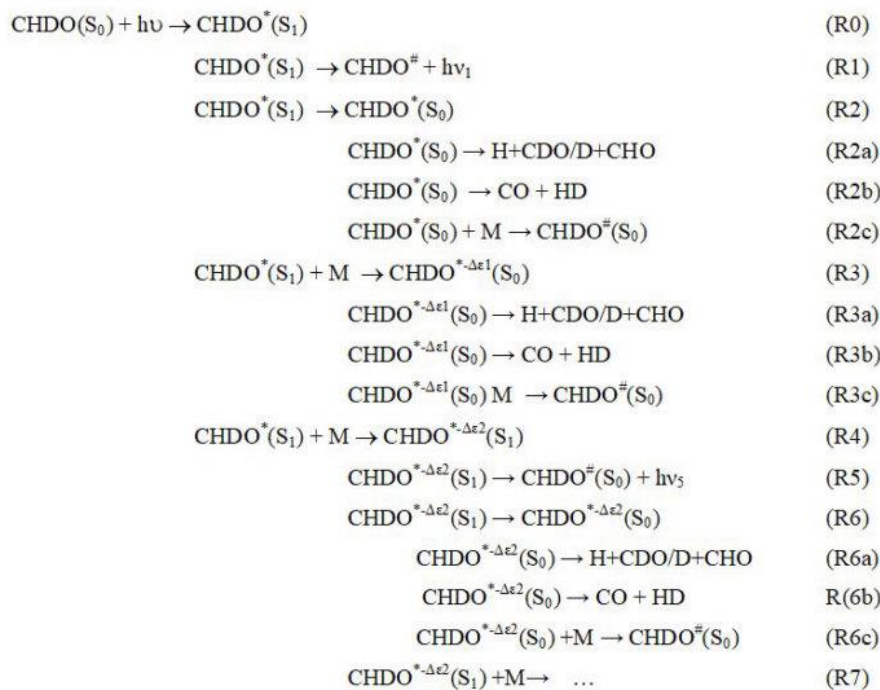 CHDO(S₀) + hυ → CHDO*(S₁) (R0)
CHDO*(S₁) → CHDO# + hν₁ (R1)
CHDO*(S₁) → CHDO*(S₀) (R2)
CHDO*(S₀) → H+CDO/D+CHO (R2a)
CHDO*(S₀) → CO + HD (R2b)
CHDO*(S₀) + M → CHDO#(S₀) (R2c)
CHDO*(S₁) + M → CHDO*-Δε1(S₀) (R3)
CHDO*-Δε1(S₀) → H+CDO/D+CHO (R3a)
CHDO*-Δε1(S₀) → CO + HD (R3b)
CHDO*-Δε1(S₀) M → CHDO#(S₀) (R3c)
CHDO*(S₁) + M → CHDO*-Δε2(S₁) (R4)
CHDO*-Δε2(S₁) → CHDO#(S₀) + hν₅ (R5)
CHDO*-Δε2(S₁) → CHDO*-Δε2(S₀) (R6)
CHDO*-Δε2(S₀) → H+CDO/D+CHO (R6a)
CHDO*-Δε2(S₀) → CO + HD R(6b)
CHDO*-Δε2(S₀) +M → CHDO#(S₀) (R6c)
CHDO*-Δε2(S₁) +M→ … (R7)